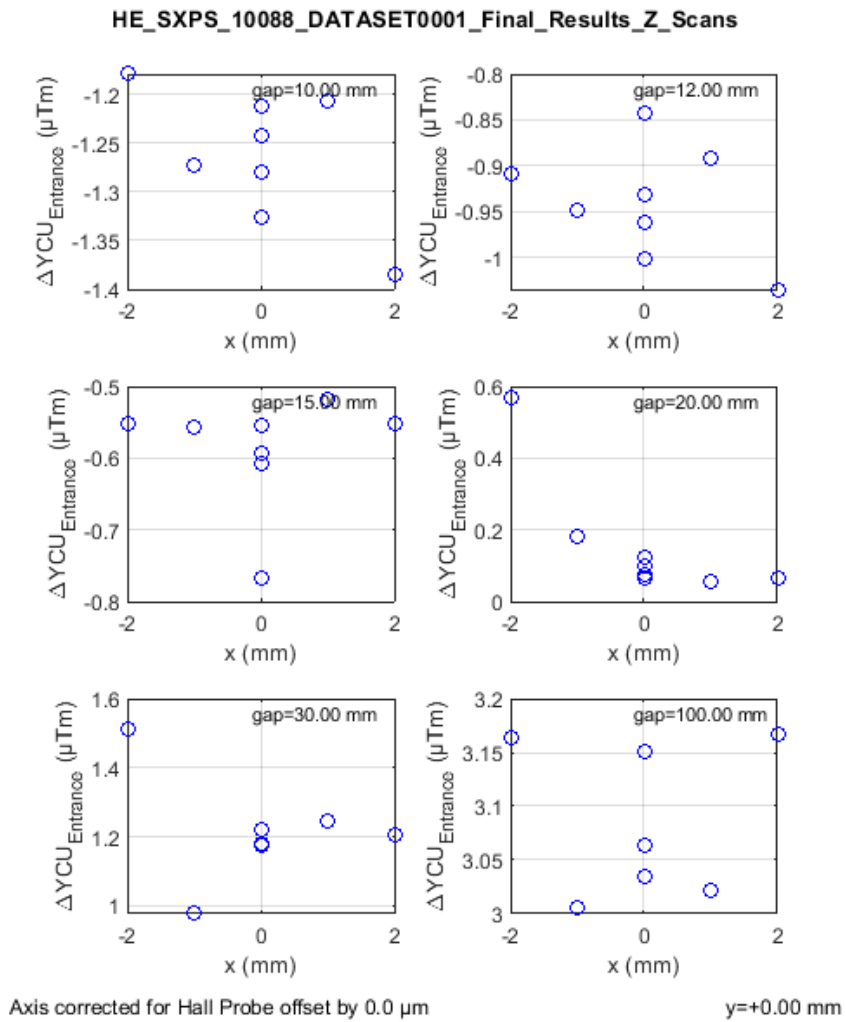 HE_SXPS_10088_DATASET0001_Final_Results_Z_Scans
gap=10.00 mm
ΔYCU_Entrance (µTm)
-1.2
-1.25
-1.3
-1.35
-1.4
-2 0 2
x (mm)
gap=12.00 mm
ΔYCU_Entrance (µTm)
-0.8
-0.85
-0.9
-0.95
-1
-2 0 2
x (mm)
gap=15.00 mm
ΔYCU_Entrance (µTm)
-0.5
-0.6
-0.7
-0.8
-2 0 2
x (mm)
gap=20.00 mm
ΔYCU_Entrance (µTm)
0.6
0.4
0.2
0
-2 0 2
x (mm)
gap=30.00 mm
ΔYCU_Entrance (µTm)
1.6
1.4
1.2
1
-2 0 2
x (mm)
gap=100.00 mm
ΔYCU_Entrance (µTm)
3.2
3.15
3.1
3.05
3
-2 0 2
x (mm)
Axis corrected for Hall Probe offset by 0.0 µm
y=+0.00 mm